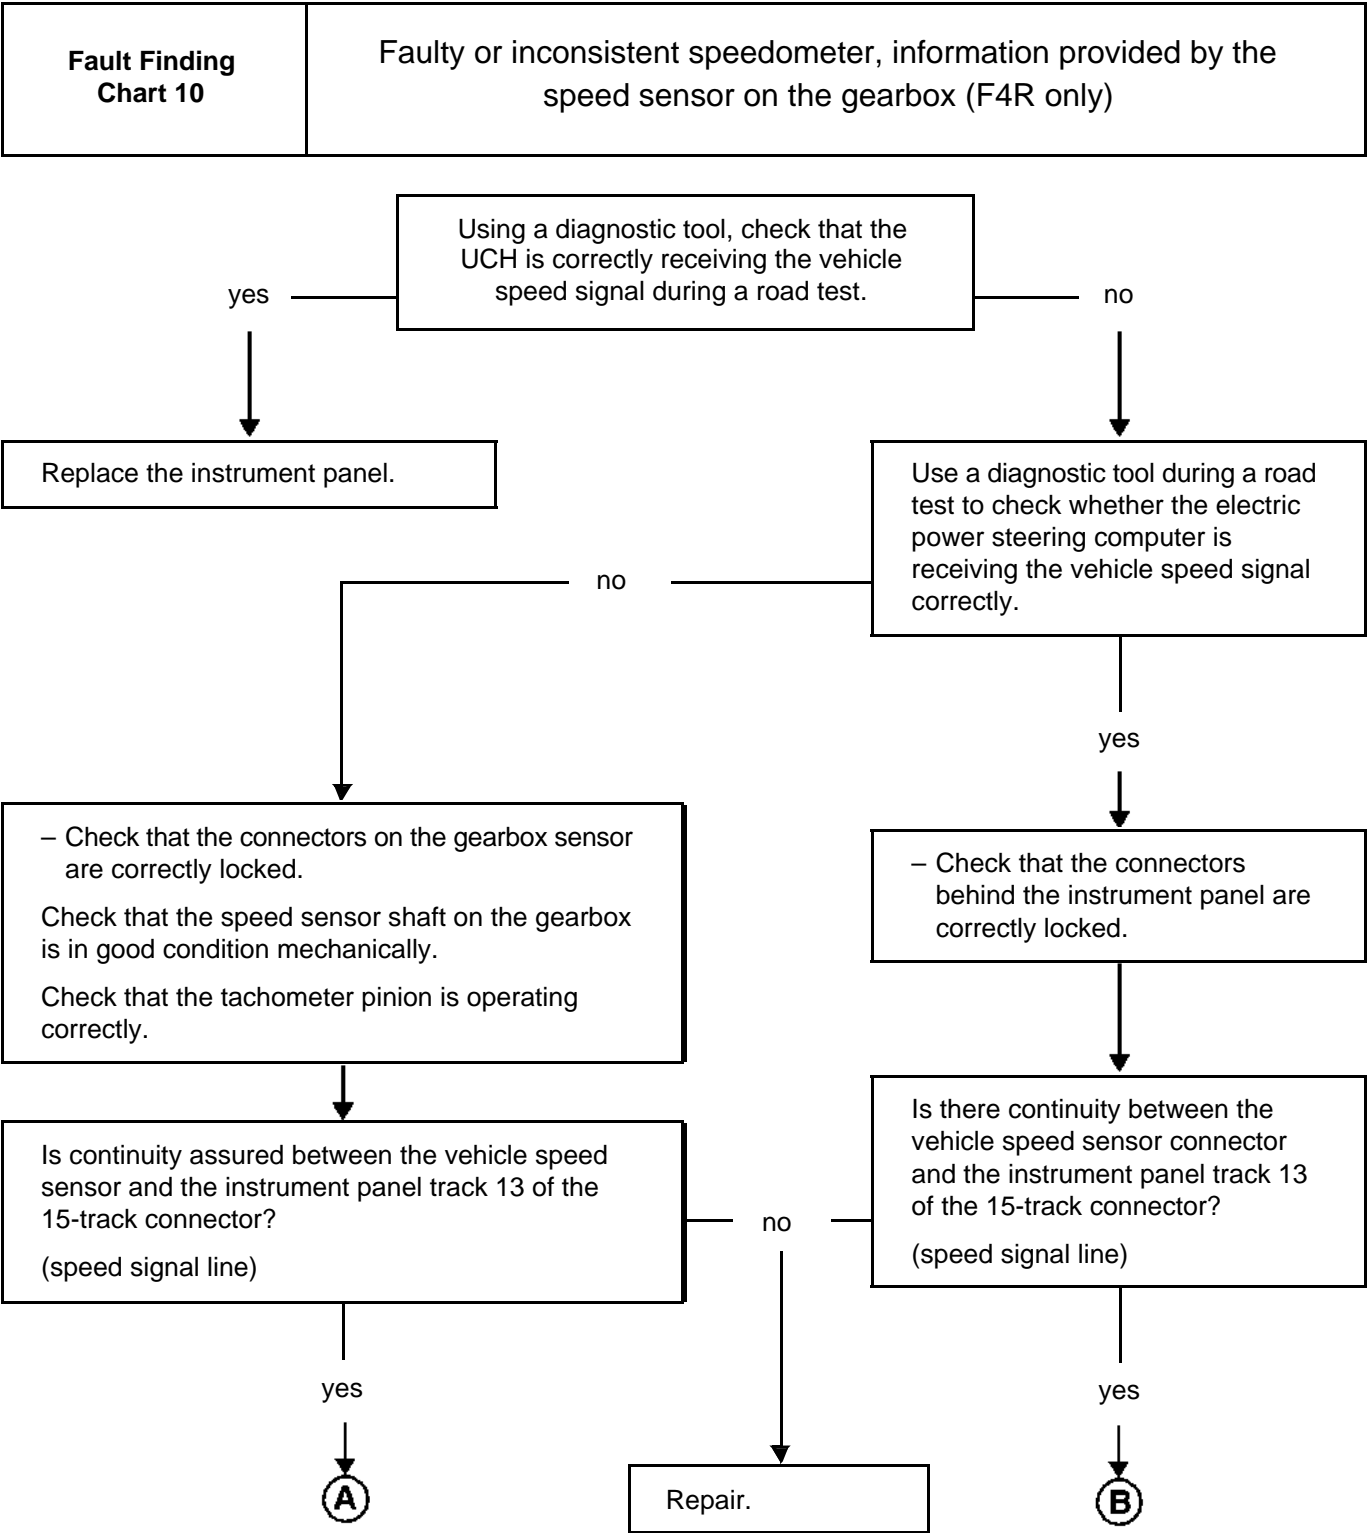 Fault Finding
Chart 10
Faulty or inconsistent speedometer, information provided by the
speed sensor on the gearbox (F4R only)
Using a diagnostic tool, check that the
UCH is correctly receiving the vehicle
speed signal during a road test.
yes
no
Replace the instrument panel.
Use a diagnostic tool during a road
test to check whether the electric
power steering computer is
receiving the vehicle speed signal
correctly.
no
yes
– Check that the connectors on the gearbox sensor
are correctly locked.
Check that the speed sensor shaft on the gearbox
is in good condition mechanically.
Check that the tachometer pinion is operating
correctly.
– Check that the connectors
behind the instrument panel are
correctly locked.
Is continuity assured between the vehicle speed
sensor and the instrument panel track 13 of the
15-track connector?
(speed signal line)
no
Is there continuity between the
vehicle speed sensor connector
and the instrument panel track 13
of the 15-track connector?
(speed signal line)
yes
yes
A
Repair.
B